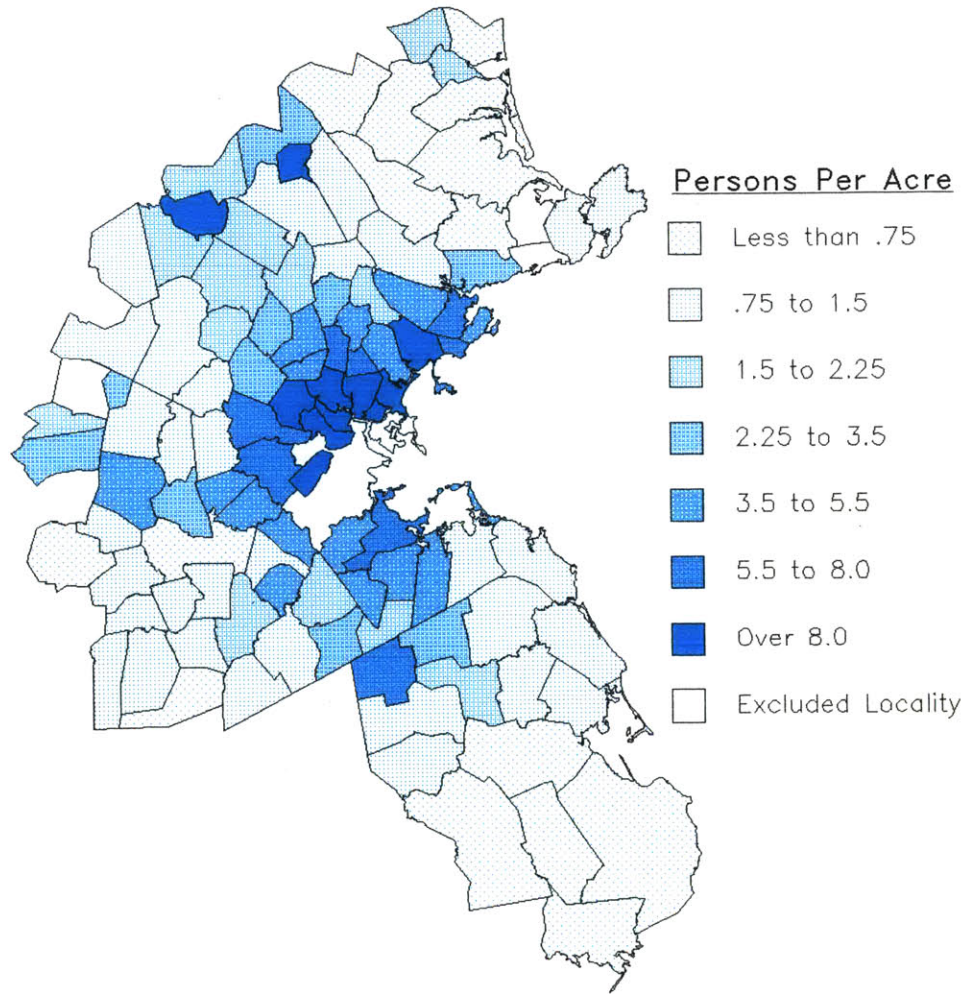 Persons Per Acre
Less than .75
.75 to 1.5
1.5 to 2.25
2.25 to 3.5
3.5 to 5.5
5.5 to 8.0
Over 8.0
Excluded Locality